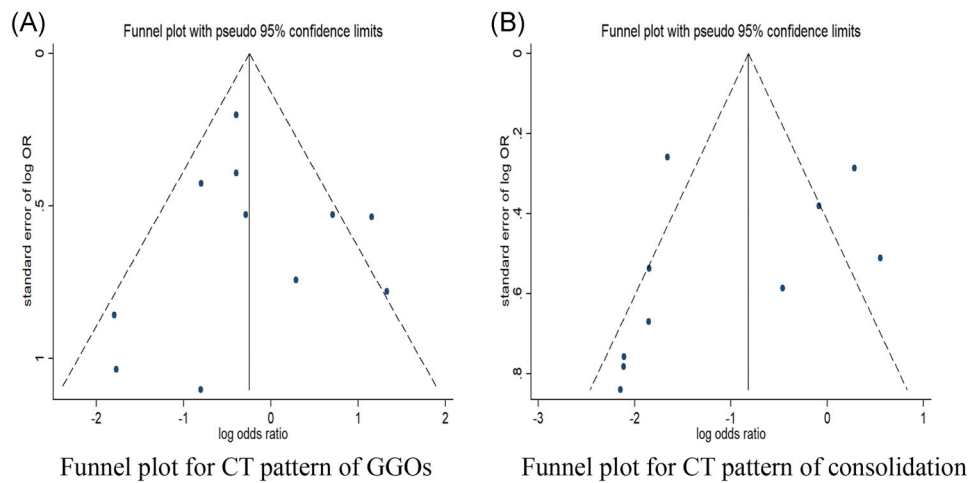 (A)
Funnel plot with pseudo 95% confidence limits
0
.5
1
standard error of log OR
-2
-1
0
1
2
log odds ratio
Funnel plot for CT pattern of GGOs
(B)
Funnel plot with pseudo 95% confidence limits
0
.2
.4
.6
.8
standard error of log OR
-3
-2
-1
0
1
log odds ratio
Funnel plot for CT pattern of consolidation